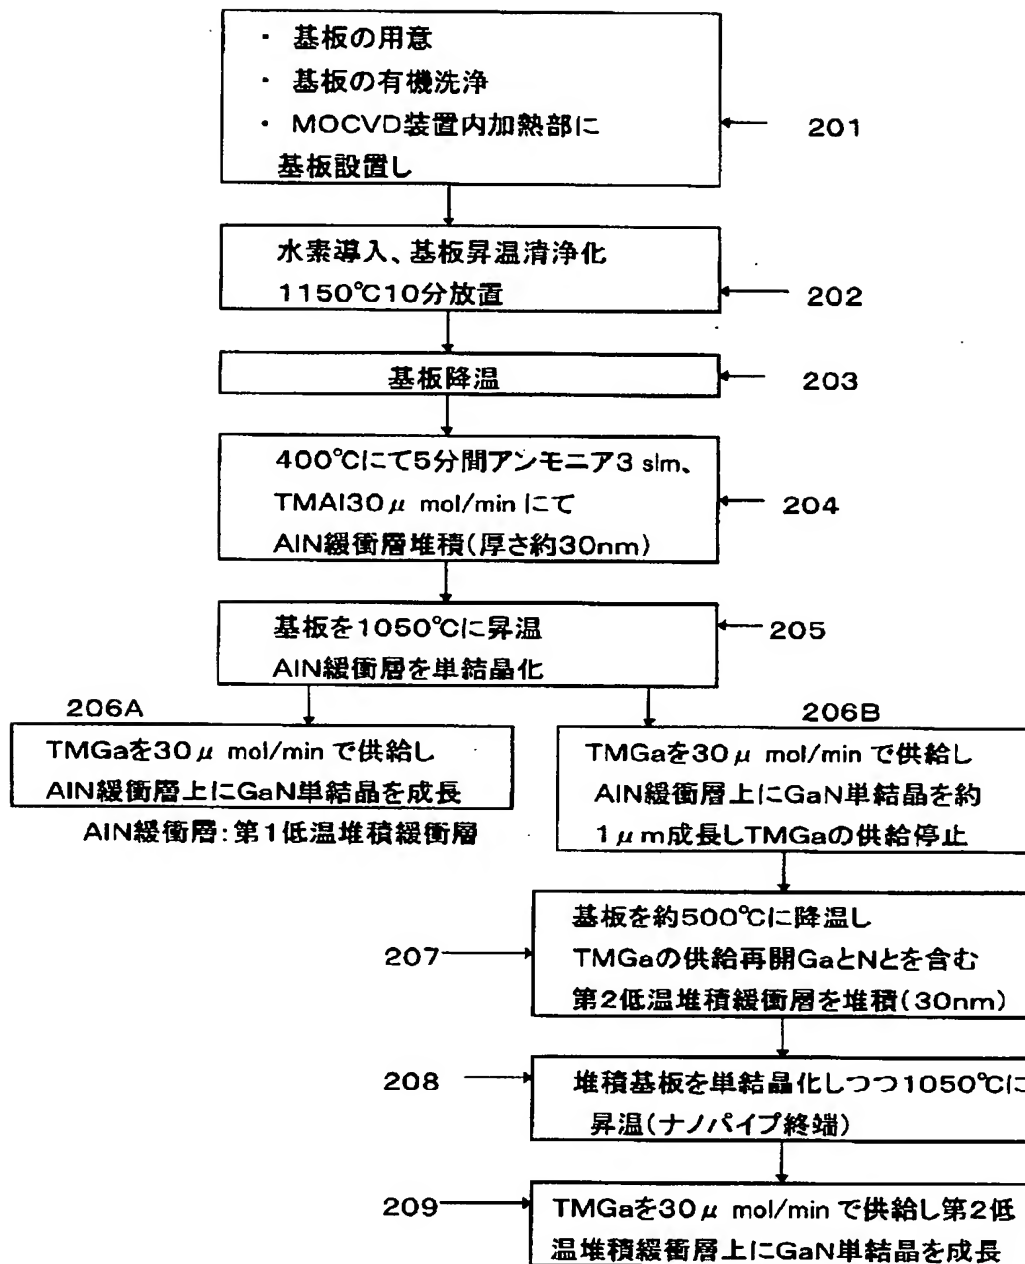 ・ 基板の用意
・ 基板の有機洗浄
・ MOCVD装置内加熱部に
基板設置し
201
水素導入、基板昇温清浄化
1150℃10分放置
202
基板降温
203
400℃にて5分間アンモニア3 slm、
TMAl30μ mol/min にて
AlN緩衝層堆積(厚さ約30nm)
204
基板を1050℃に昇温
AlN緩衝層を単結晶化
205
206A
TMGaを30μ mol/min で供給し
AlN緩衝層上にGaN単結晶を成長
AlN緩衝層:第1低温堆積緩衝層
206B
TMGaを30μ mol/min で供給し
AlN緩衝層上にGaN単結晶を約
1μm成長しTMGaの供給停止
基板を約500℃に降温し
TMGaの供給再開GaとNとを含む
第2低温堆積緩衝層を堆積(30nm)
207
堆積基板を単結晶化しつつ1050℃に
昇温(ナノパイプ終端)
208
TMGaを30μ mol/min で供給し第2低
温堆積緩衝層上にGaN単結晶を成長
209